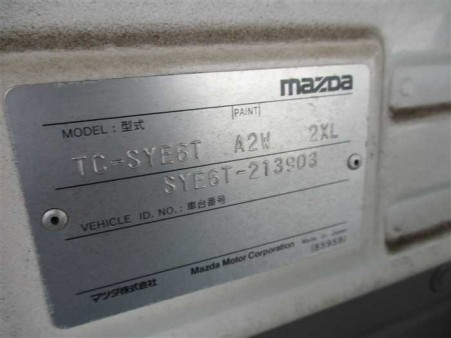 mazda
MODEL : 型式 PAINT
TC-SYE6T A2W 2XL
SYE6T-213903
VEHICLE ID. NO. : 車台番号
マツダ株式会社 Mazda Motor Corporation Made in Japan
(8S95B)